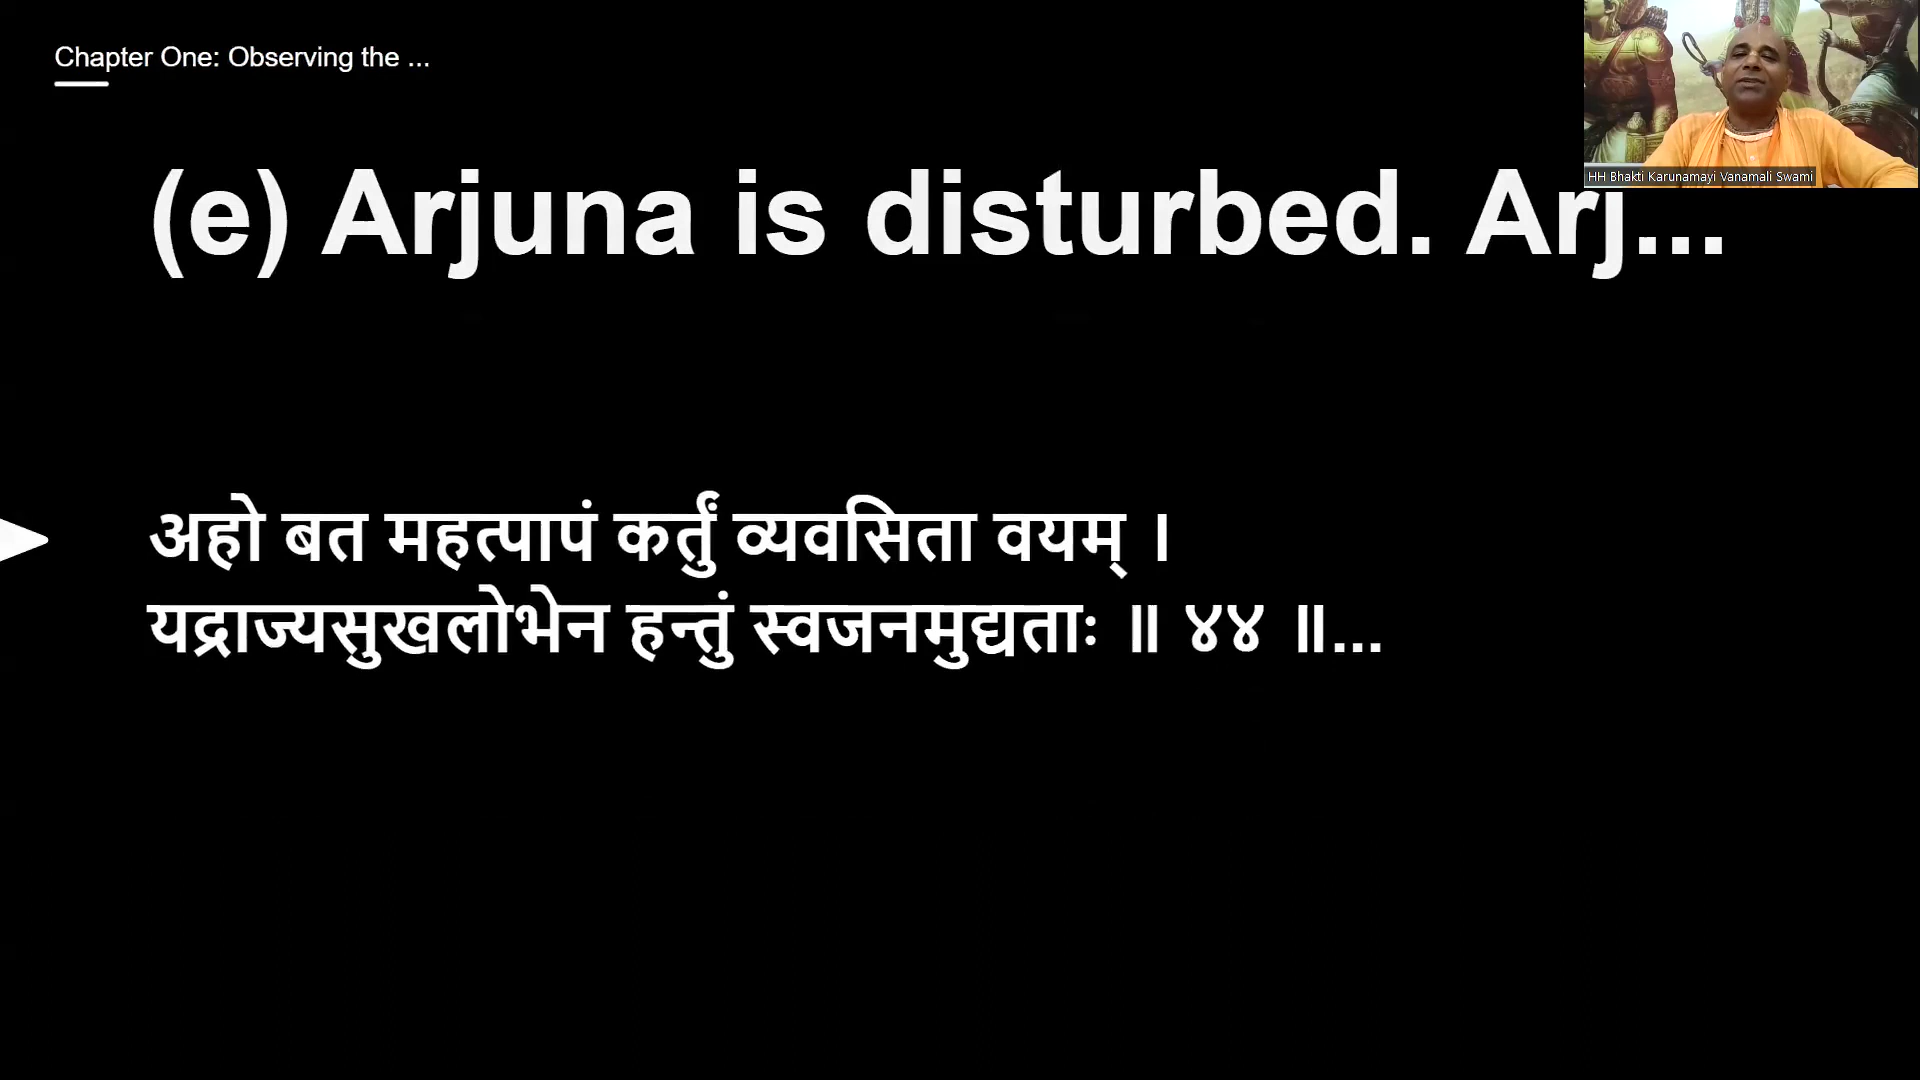 Chapter One: Observing the ...
HH Bhakti Karunamayi Vanamali Swami
(e) Arjuna is disturbed. Arj...
अहो बत महत्पापं कर्तुं व्यवसिता वयम् ।
यद्राज्यसुखलोभेन हन्तुं स्वजनमुद्यताः ॥ ४४ ॥...